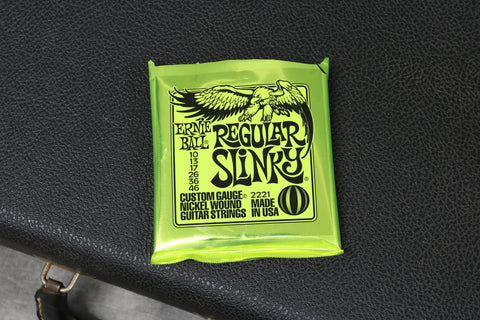 ERNIE
BALL®
REGULAR
SLINKY®
10
13
17
26
36
46
CUSTOM GAUGE® 2221
NICKEL WOUND MADE
GUITAR STRINGS IN USA